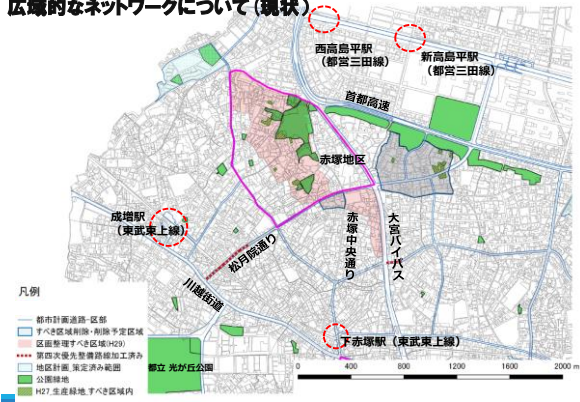 広域的なネットワークについて（現状）
西高島平駅
（都営三田線）
新高島平駅
（都営三田線）
首都高速
赤塚地区
成増駅
（東武東上線）
松月院通り
川越街道
赤塚中央通り
大宮バイパス
下赤塚駅（東武東上線）
都立 光が丘公園
凡例
都市計画道路-区部
すべき区域削除・削除予定区域
区画整理すべき区域(H29)
第四次優先整備路線加工済み
地区計画_策定済み範囲
公園緑地
H27_生産緑地_すべき区域内
0 400 800 1200 1600 2000 m